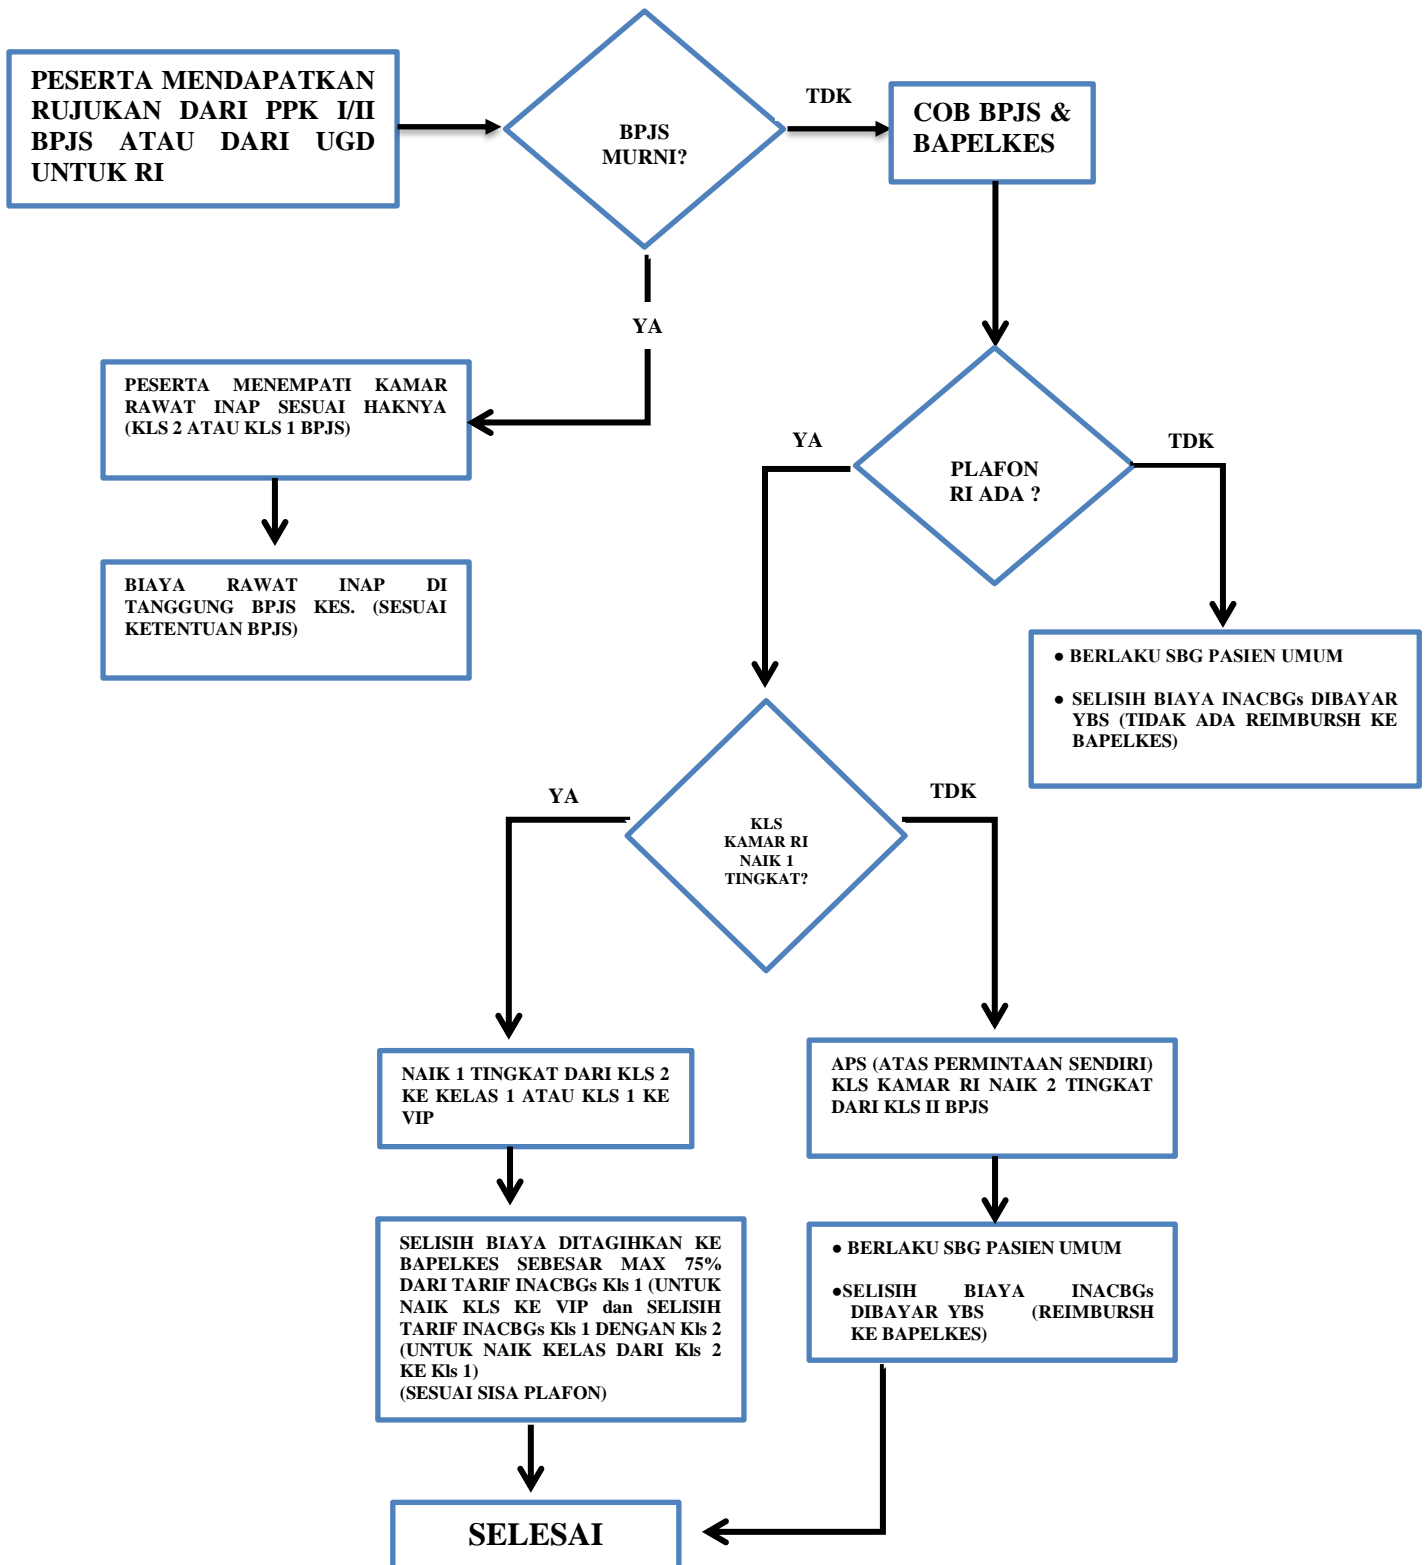 PESERTA MENDAPATKAN
RUJUKAN DARI PPK I/II
BPJS ATAU DARI UGD
UNTUK RI
BPJS
MURNI?
TDK
COB BPJS &
BAPELKES
YA
PESERTA MENEMPATI KAMAR
RAWAT INAP SESUAI HAKNYA
(KLS 2 ATAU KLS 1 BPJS)
BIAYA RAWAT INAP DI
TANGGUNG BPJS KES. (SESUAI
KETENTUAN BPJS)
PLAFON
RI ADA ?
YA
TDK
● BERLAKU SBG PASIEN UMUM
● SELISIH BIAYA INACBGs DIBAYAR
YBS (TIDAK ADA REIMBURSH KE
BAPELKES)
KLS
KAMAR RI
NAIK 1
TINGKAT?
YA
TDK
NAIK 1 TINGKAT DARI KLS 2
KE KELAS 1 ATAU KLS 1 KE
VIP
APS (ATAS PERMINTAAN SENDIRI)
KLS KAMAR RI NAIK 2 TINGKAT
DARI KLS II BPJS
SELISIH BIAYA DITAGIHKAN KE
BAPELKES SEBESAR MAX 75%
DARI TARIF INACBGs Kls 1 (UNTUK
NAIK KLS KE VIP dan SELISIH
TARIF INACBGs Kls 1 DENGAN Kls 2
(UNTUK NAIK KELAS DARI Kls 2
KE Kls 1)
(SESUAI SISA PLAFON)
● BERLAKU SBG PASIEN UMUM
●SELISIH BIAYA INACBGs
DIBAYAR YBS (REIMBURSH
KE BAPELKES)
SELESAI